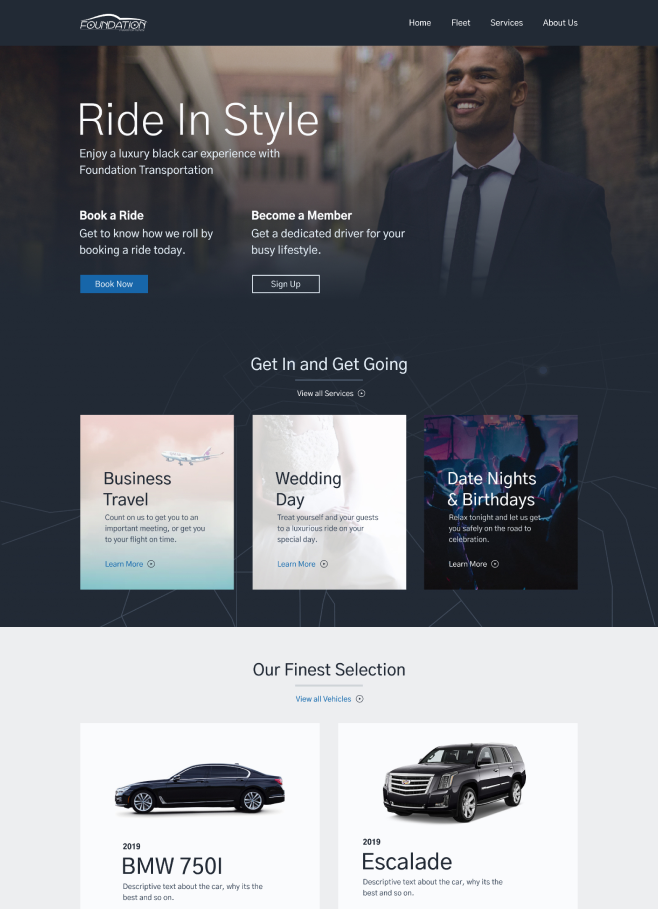 FOUNDATION
Home Fleet Services About Us
Ride In Style
Enjoy a luxury black car experience with
Foundation Transportation
Book a Ride
Get to know how we roll by
booking a ride today.
Book Now
Become a Member
Get a dedicated driver for your
busy lifestyle.
Sign Up
Get In and Get Going
View all Services
Business
Travel
Count on us to get you to an
important meeting, or get you
to your flight on time.
Learn More
Wedding
Day
Treat yourself and your guests
to a luxurious ride on your
special day.
Learn More
Date Nights
& Birthdays
Relax tonight and let us get
you safely on the road to
celebration.
Learn More
Our Finest Selection
View all Vehicles
2019
BMW 750I
Descriptive text about the car, why its the
best and so on.
2019
Escalade
Descriptive text about the car, why its the
best and so on.